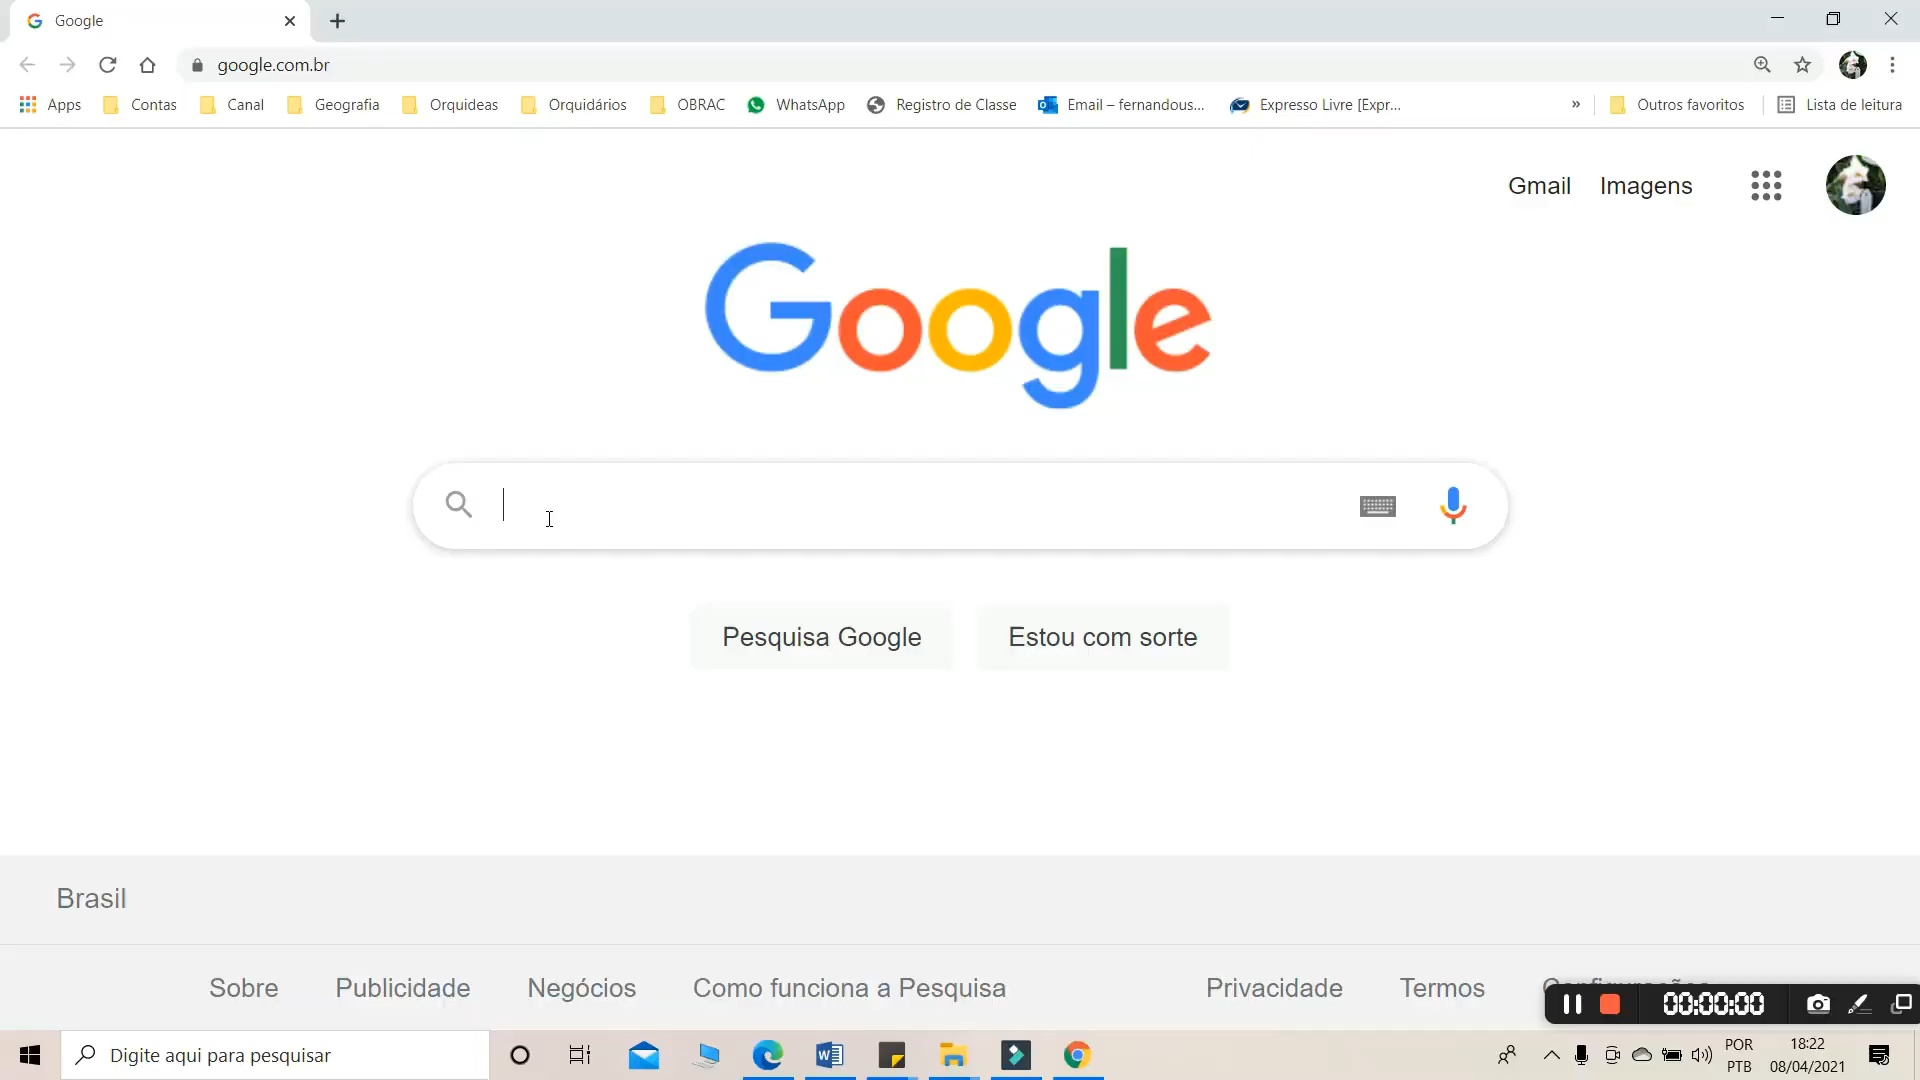 Google
google.com.br
Apps Contas Canal Geografia Orquideas Orquidários OBRAC WhatsApp Registro de Classe Email – fernandous... Expresso Livre [Expr... » Outros favoritos Lista de leitura
Gmail Imagens
Google
Pesquisa Google Estou com sorte
Brasil
Sobre Publicidade Negócios Como funciona a Pesquisa Privacidade Termos
00:00:00
Digite aqui para pesquisar
POR
PTB
18:22
08/04/2021